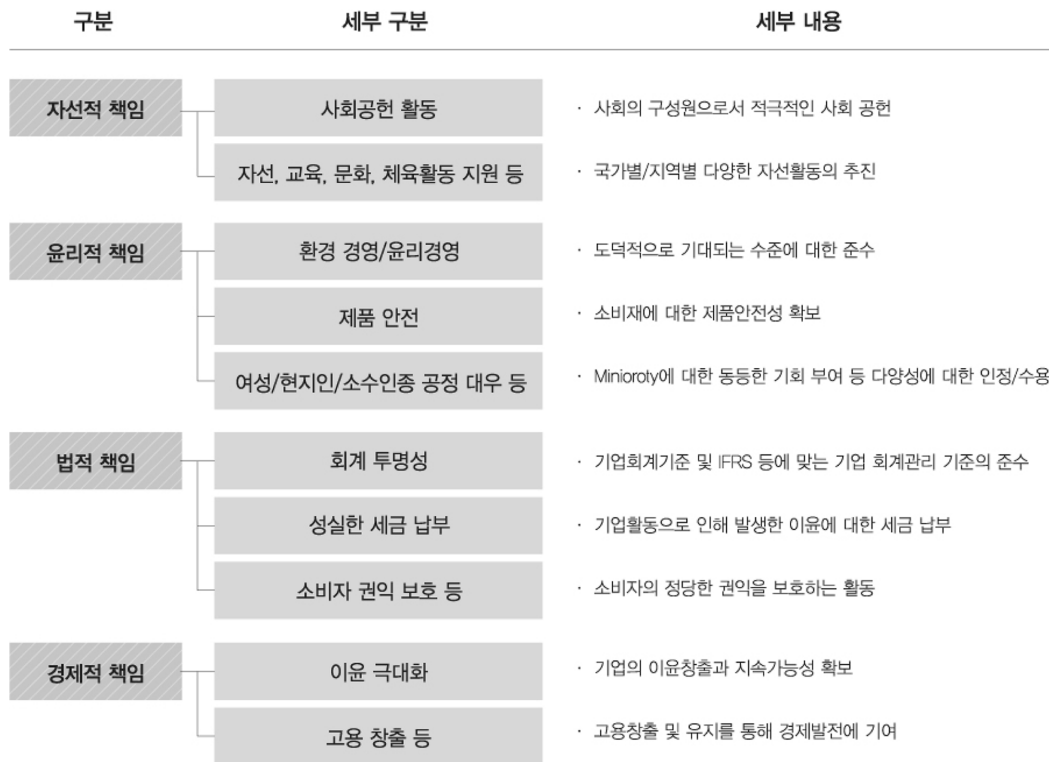 구분 세부 구분 세부 내용
자선적 책임 사회공헌 활동 · 사회의 구성원으로서 적극적인 사회 공헌
자선, 교육, 문화, 체육활동 지원 등 · 국가별/지역별 다양한 자선활동의 추진
윤리적 책임 환경 경영/윤리경영 · 도덕적으로 기대되는 수준에 대한 준수
제품 안전 · 소비재에 대한 제품안전성 확보
여성/현지인/소수인종 공정 대우 등 · Minioroty에 대한 동등한 기회 부여 등 다양성에 대한 인정/수용
법적 책임 회계 투명성 · 기업회계기준 및 IFRS 등에 맞는 기업 회계관리 기준의 준수
성실한 세금 납부 · 기업활동으로 인해 발생한 이윤에 대한 세금 납부
소비자 권익 보호 등 · 소비자의 정당한 권익을 보호하는 활동
경제적 책임 이윤 극대화 · 기업의 이윤창출과 지속가능성 확보
고용 창출 등 · 고용창출 및 유지를 통해 경제발전에 기여